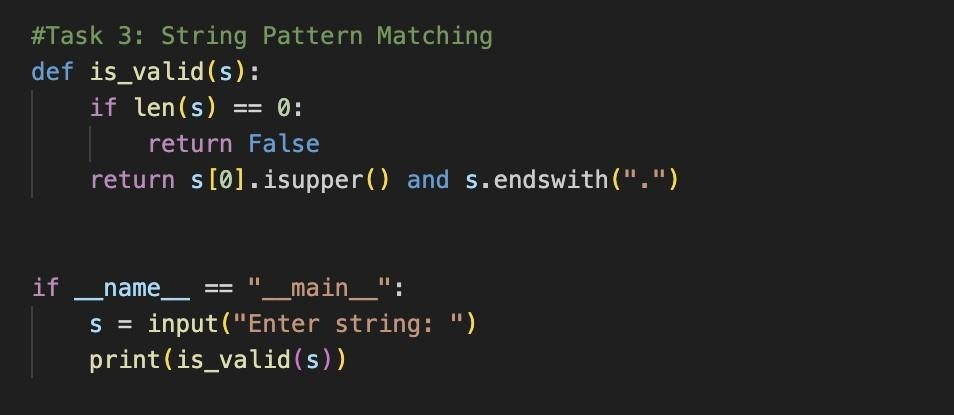 #Task 3: String Pattern Matching
def is_valid(s):
    if len(s) == 0:
        return False
    return s[0].isupper() and s.endswith(".")
if __name__ == "__main__":
    s = input("Enter string: ")
    print(is_valid(s))